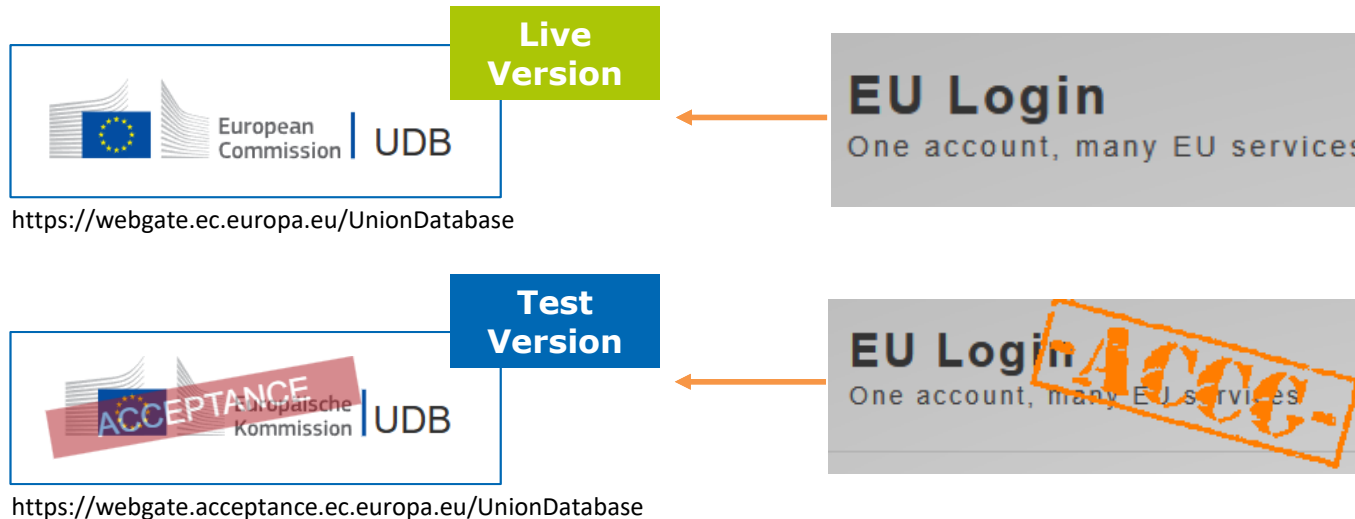 Live
Version
European
Commission
UDB
EU Login
One account, many EU services
https://webgate.ec.europa.eu/UnionDatabase
Test
Version
ACCEPTANCE
Europäische
Kommission
UDB
EU Login
One account, many EU services
-ACCC-
https://webgate.acceptance.ec.europa.eu/UnionDatabase